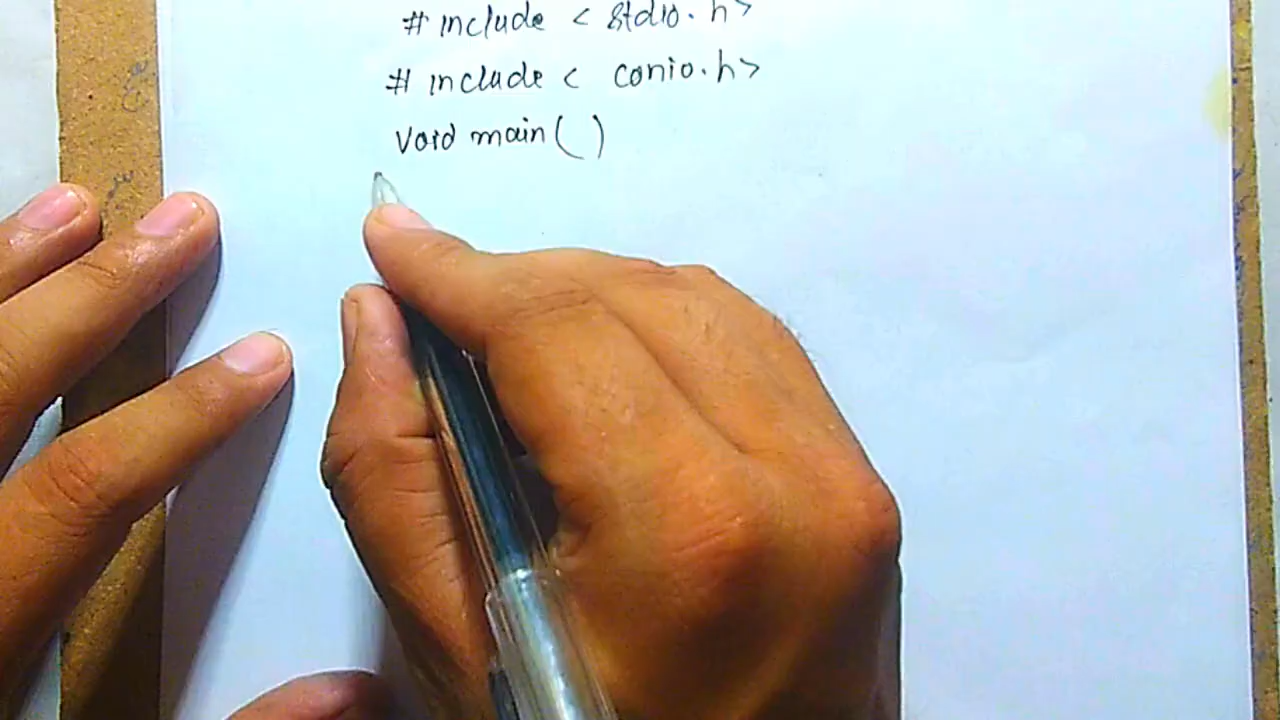 # include < stdio.h>
# include < conio.h>
void main( )